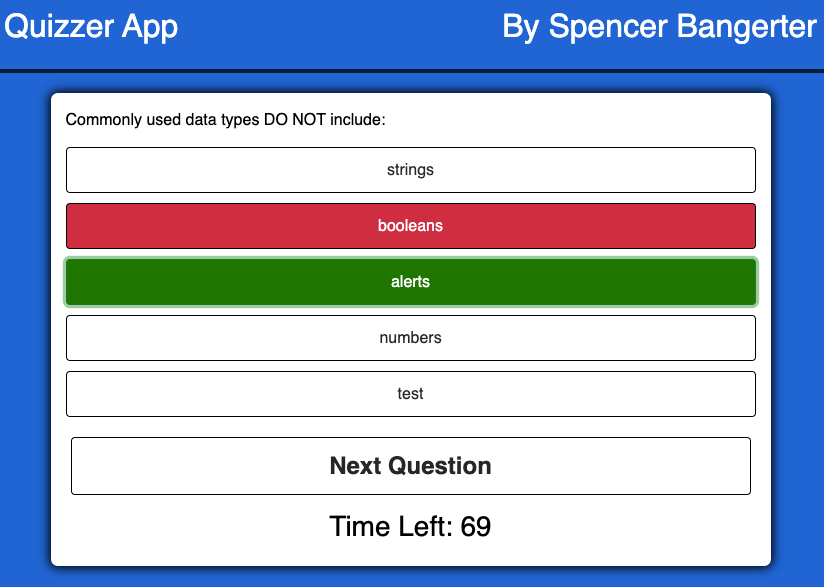 Quizzer App
By Spencer Bangerter
Commonly used data types DO NOT include:
strings
booleans
alerts
numbers
test
Next Question
Time Left: 69